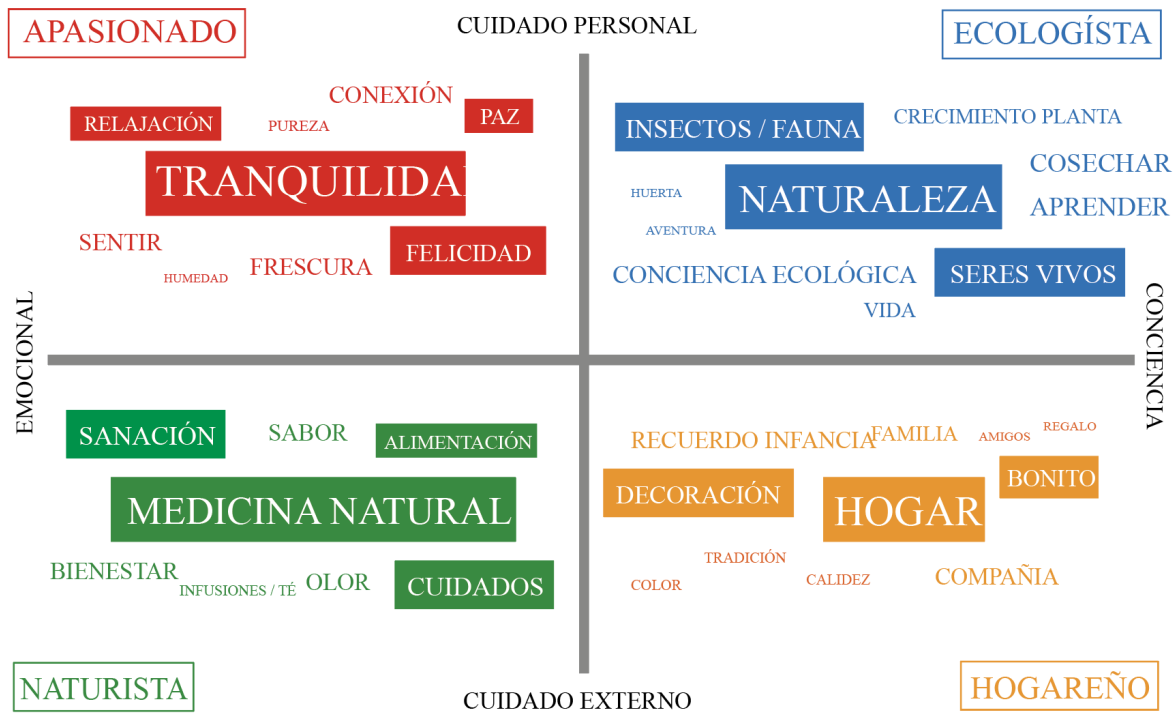 APASIONADO
CUIDADO PERSONAL
ECOLOGÍSTA
RELAJACIÓN
PUREZA
CONEXIÓN
PAZ
TRANQUILIDA
SENTIR
HUMEDAD
FRESCURA
FELICIDAD
INSECTOS / FAUNA
CRECIMIENTO PLANTA
COSECHAR
HUERTA
NATURALEZA
APRENDER
AVENTURA
CONCIENCIA ECOLÓGICA
SERES VIVOS
VIDA
EMOCIONAL
CONCIENCIA
SANACIÓN
SABOR
ALIMENTACIÓN
MEDICINA NATURAL
BIENESTAR
INFUSIONES / TÉ
OLOR
CUIDADOS
RECUERDO INFANCIA
FAMILIA
AMIGOS
REGALO
DECORACIÓN
HOGAR
BONITO
TRADICIÓN
COLOR
CALIDEZ
COMPAÑIA
NATURISTA
CUIDADO EXTERNO
HOGAREÑO